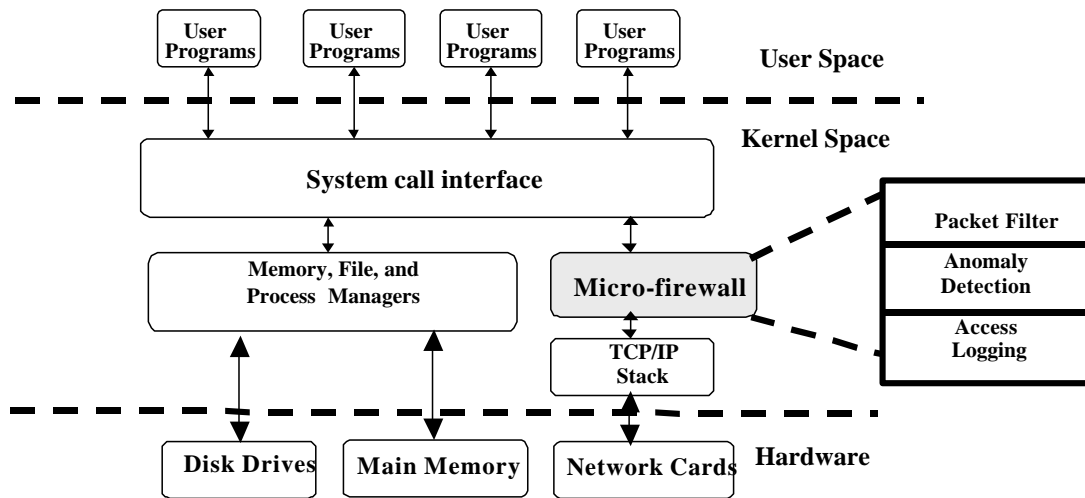 User
Programs
User
Programs
User
Programs
User
Programs
User Space
Kernel Space
System call interface
Packet Filter
Memory, File, and
Process Managers
Micro-firewall
Anomaly
Detection
TCP/IP
Stack
Access
Logging
Disk Drives
Main Memory
Network Cards
Hardware